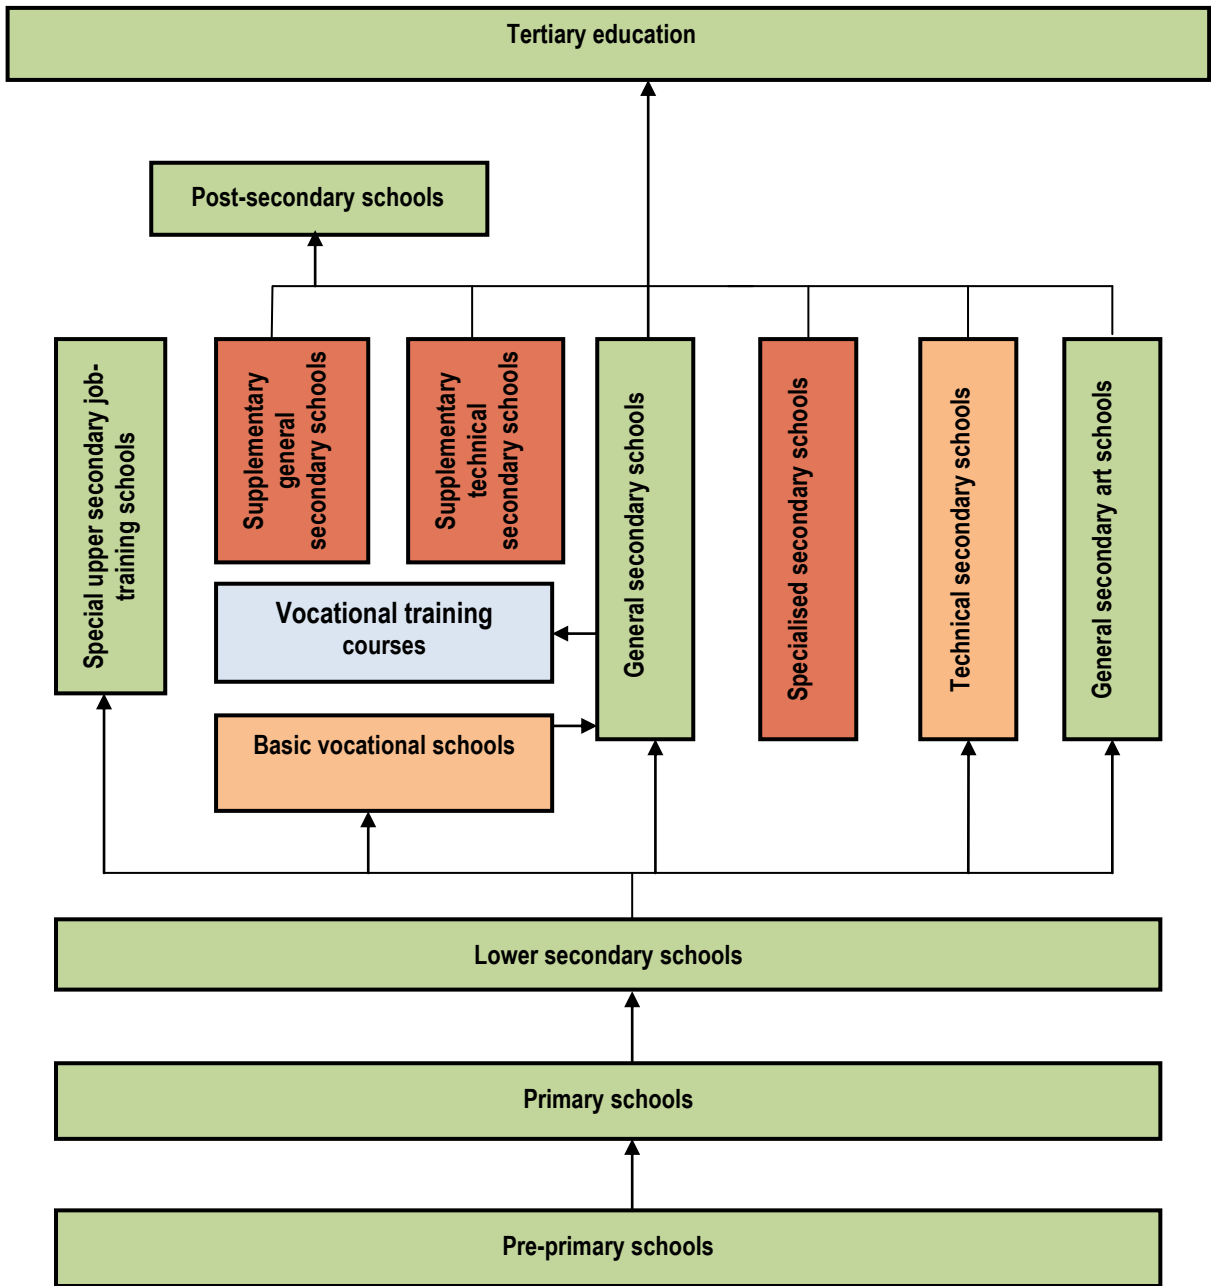 Tertiary education
Post-secondary schools
Special upper secondary job-
training schools
Supplementary
general
secondary schools
Supplementary
technical
secondary schools
General secondary schools
Specialised secondary schools
Technical secondary schools
General secondary art schools
Vocational training
courses
Basic vocational schools
Lower secondary schools
Primary schools
Pre-primary schools